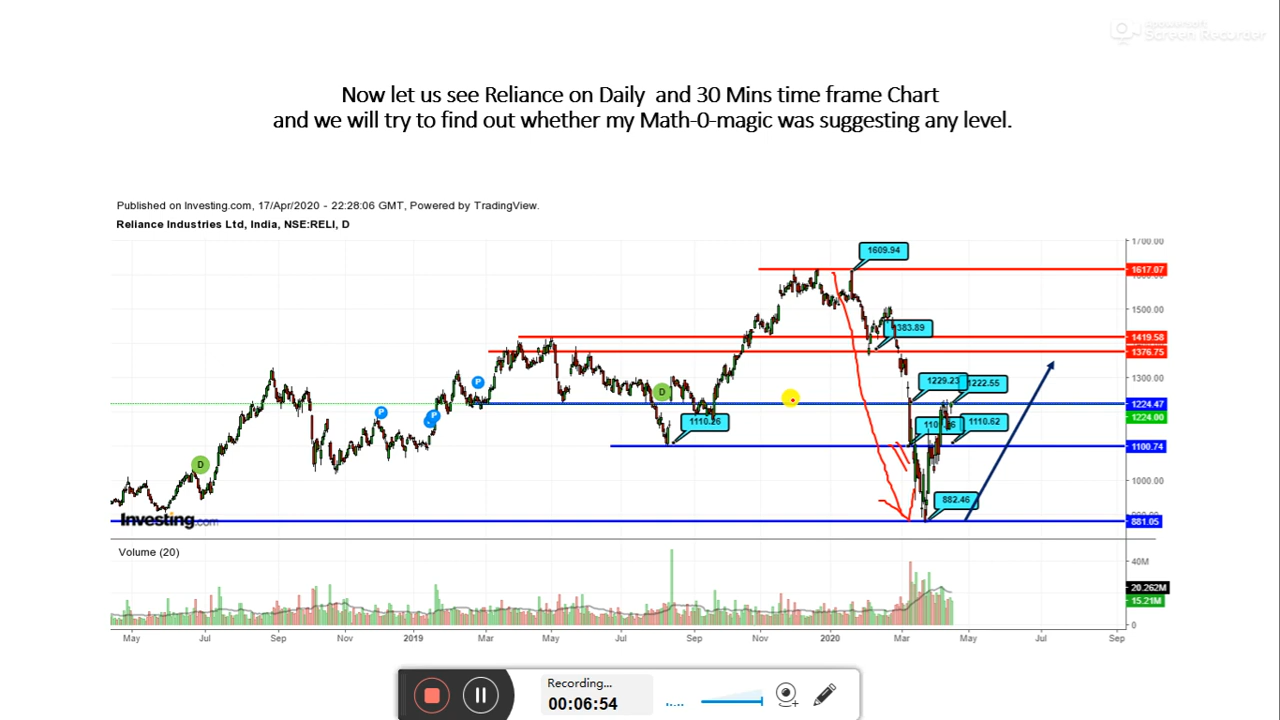 Apowersoft
Screen Recorder
Now let us see Reliance on Daily and 30 Mins time frame Chart
and we will try to find out whether my Math-0-magic was suggesting any level.
Published on Investing.com, 17/Apr/2020 - 22:28:06 GMT, Powered by TradingView.
Reliance Industries Ltd, India, NSE:RELI, D
1700.00
1609.94
1617.07
1500.00
383.89
1419.58
1376.75
P
1229.23
1222.55
1300.00
D
P
P
1224.47
1110.26
1110.62
1224.00
1100.74
D
1000.00
882.46
Investing.com
881.05
Volume (20)
40M
20.262M
15.21M
0
May Jul Sep Nov 2019 Mar May Jul Sep Nov 2020 Mar May Jul Sep
Recording...
00:06:54